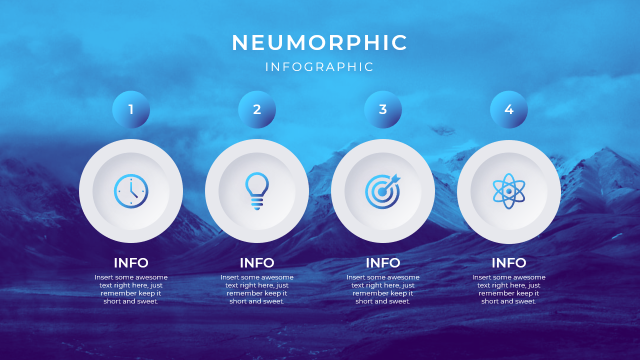 NEUMORPHIC
INFOGRAPHIC
1
2
3
4
INFO
Insert some awesome
text right here, just
remember keep it
short and sweet.
INFO
Insert some awesome
text right here, just
remember keep it
short and sweet.
INFO
Insert some awesome
text right here, just
remember keep it
short and sweet.
INFO
Insert some awesome
text right here, just
remember keep it
short and sweet.